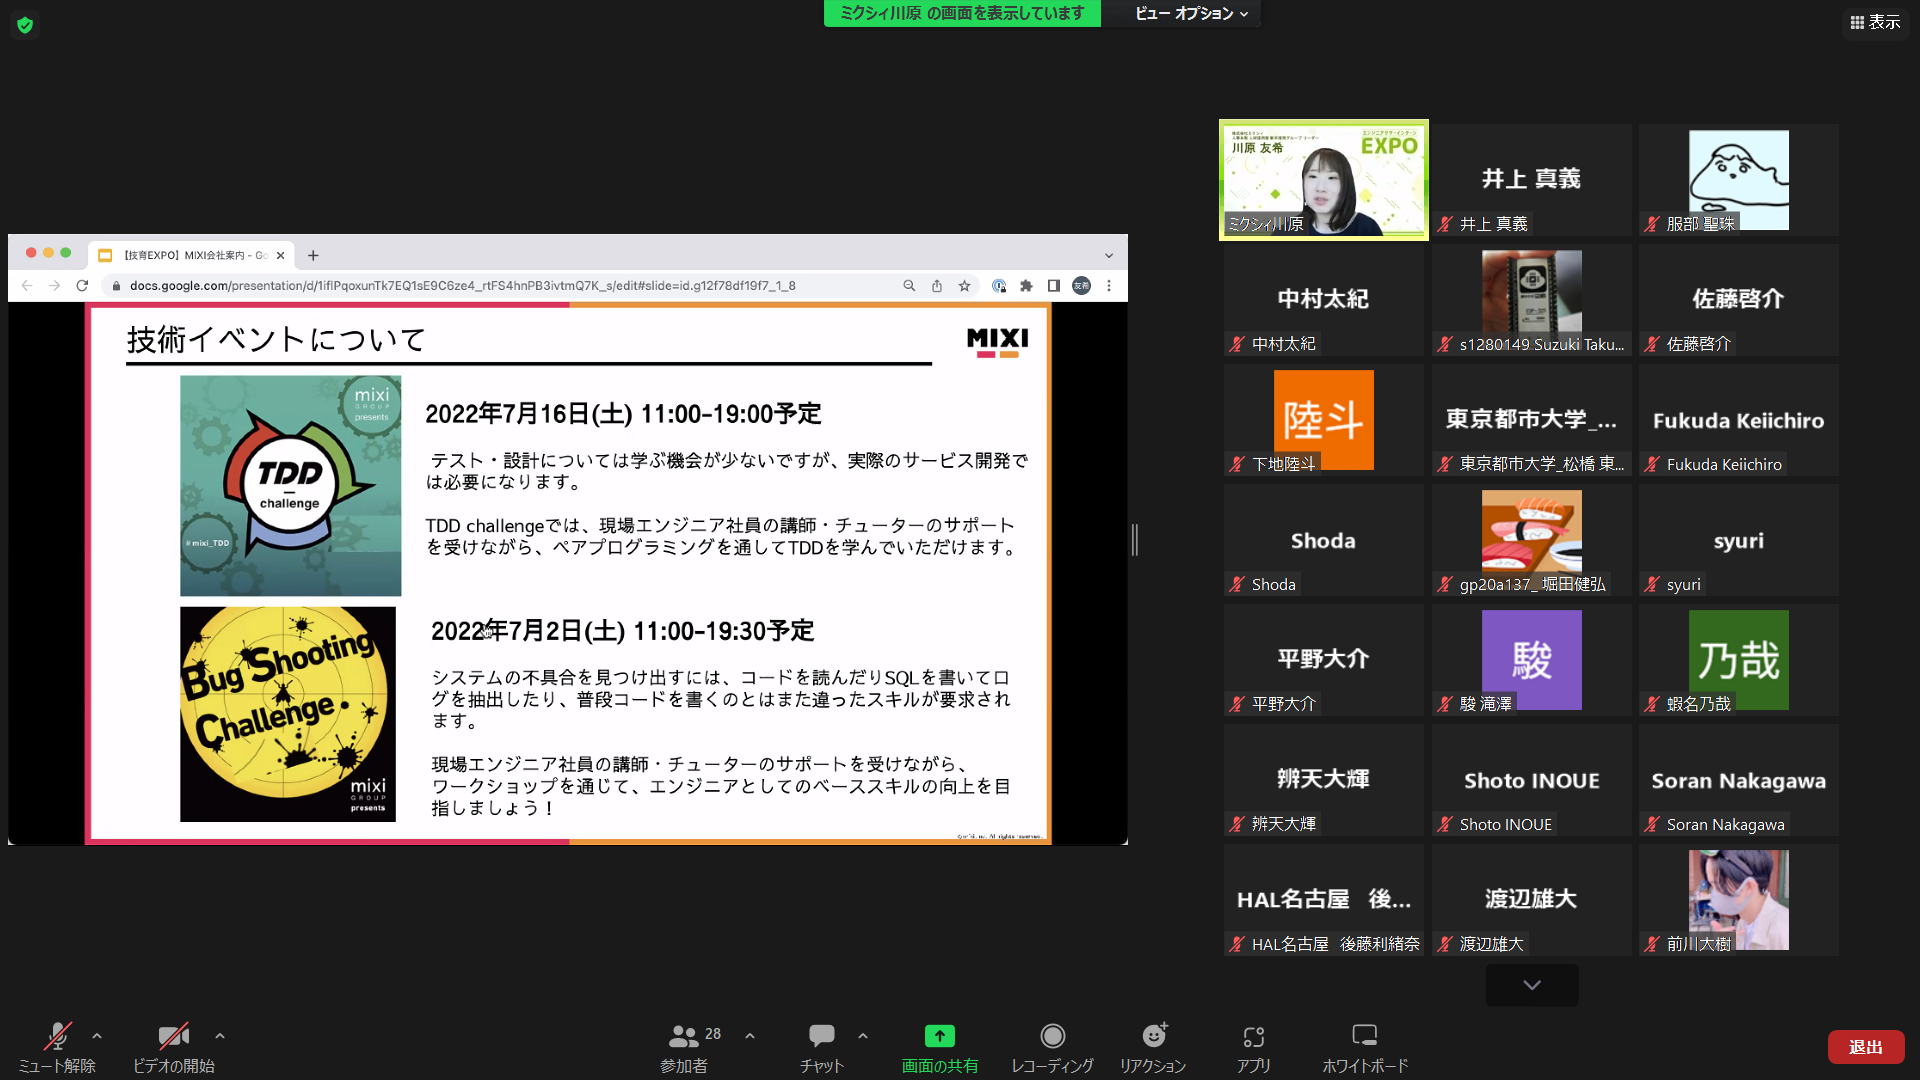 ミクシィ川原 の画面を表示しています
ビュー オプション
表示
【技育EXPO】MIXI会社案内 - Go
docs.google.com/presentation/d/1iflPqoxunTk7EQ1sE9C6ze4_rtFS4hnPB3ivtmQ7K_s/edit#slide=id.g12f78df19f7_1_8
友希
技術イベントについて
MIXI
mixi
GROUP
presents
TDD
challenge
#mixi_TDD
2022年7月16日(土) 11:00-19:00予定
テスト・設計については学ぶ機会が少ないですが、実際のサービス開発で
は必要になります。
TDD challengeでは、現場エンジニア社員の講師・チューターのサポート
を受けながら、ペアプログラミングを通してTDDを学んでいただけます。
Bug Shooting
Challenge
mixi
GROUP
presents
2022年7月2日(土) 11:00-19:30予定
システムの不具合を見つけ出すには、コードを読んだりSQLを書いてロ
グを抽出したり、普段コードを書くのとはまた違ったスキルが要求され
ます。
現場エンジニア社員の講師・チューターのサポートを受けながら、
ワークショップを通じて、エンジニアとしてのベーススキルの向上を目
指しましょう！
川原 友希
EXPO
ミクシィ川原
井上 真義
井上 真義
服部 聖珠
中村太紀
中村太紀
s1280149 Suzuki Taku...
佐藤啓介
佐藤啓介
陸斗
下地陸斗
東京都市大学_...
東京都市大学_松橋 東...
Fukuda Keiichiro
Fukuda Keiichiro
Shoda
Shoda
gp20a137_ 堀田健弘
syuri
syuri
平野大介
平野大介
駿
駿 滝澤
乃哉
蝦名乃哉
辨天大輝
辨天大輝
Shoto INOUE
Shoto INOUE
Soran Nakagawa
Soran Nakagawa
HAL名古屋 後...
HAL名古屋 後藤利緒奈
渡辺雄大
渡辺雄大
前川大樹
ミュート解除
ビデオの開始
28
参加者
チャット
画面の共有
レコーディング
リアクション
アプリ
ホワイトボード
退出